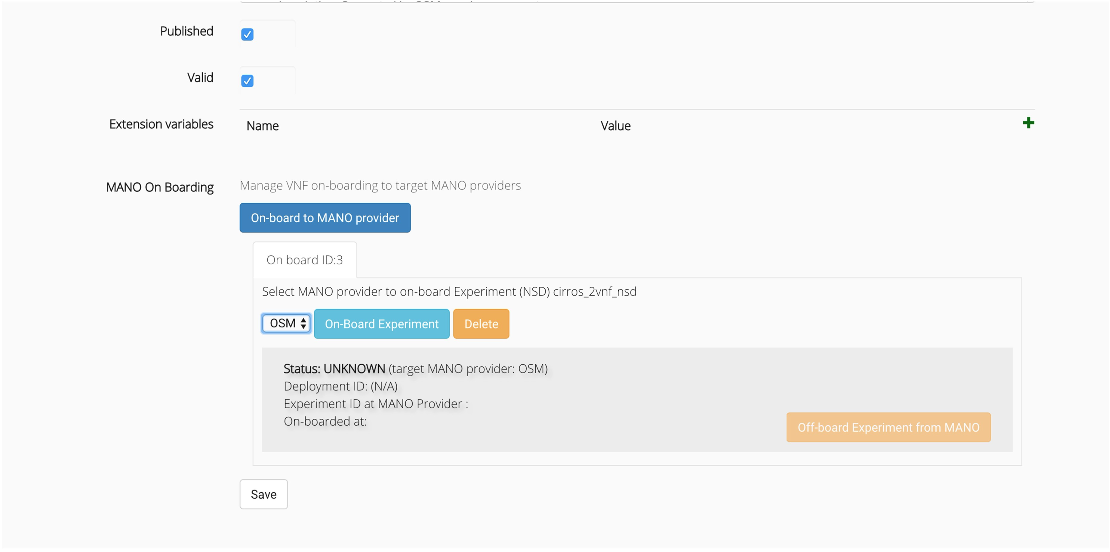 Published
Valid
Extension variables Name Value
MANO On Boarding Manage VNF on-boarding to target MANO providers
On-board to MANO provider
On board ID:3
Select MANO provider to on-board Experiment (NSD) cirros_2vnf_nsd
OSM On-Board Experiment Delete
Status: UNKNOWN (target MANO provider: OSM)
Deployment ID: (N/A)
Experiment ID at MANO Provider :
On-boarded at:
Off-board Experiment from MANO
Save